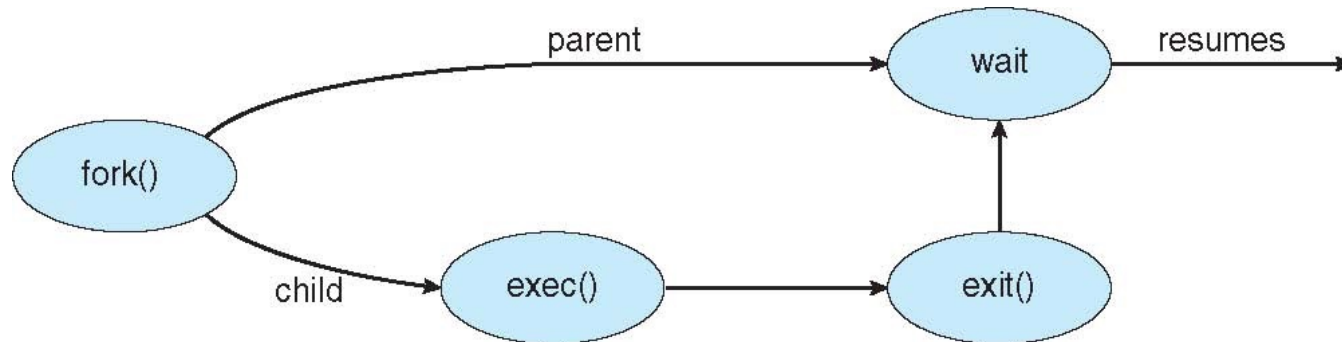 parent
wait
resumes
fork()
child
exec()
exit()